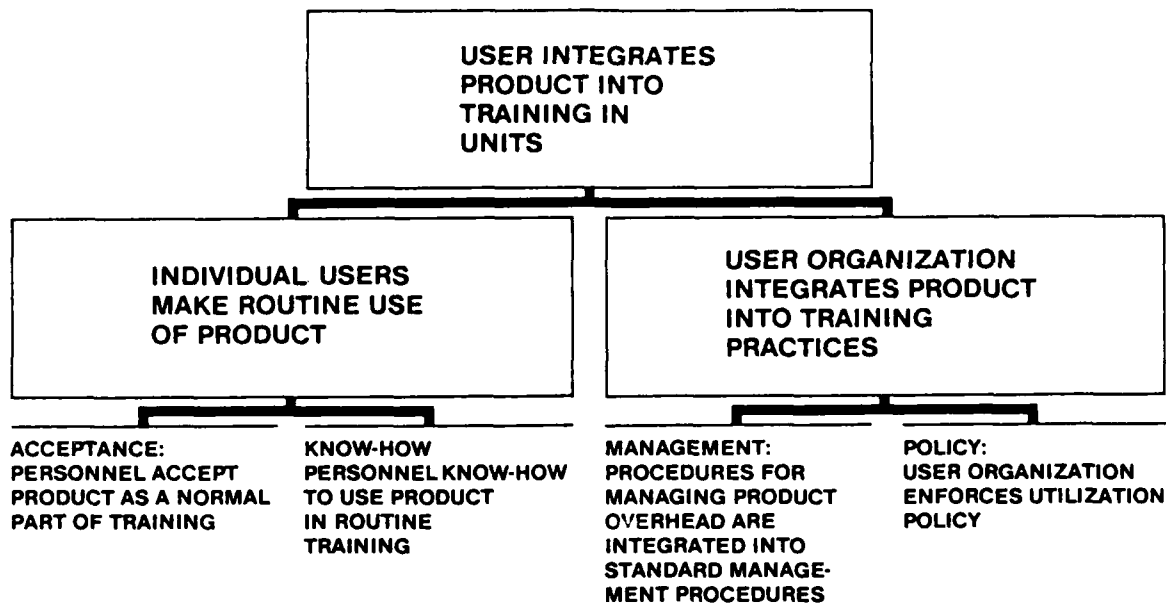 USER INTEGRATES
PRODUCT INTO
TRAINING IN
UNITS
INDIVIDUAL USERS
MAKE ROUTINE USE
OF PRODUCT
USER ORGANIZATION
INTEGRATES PRODUCT
INTO TRAINING
PRACTICES
ACCEPTANCE:
PERSONNEL ACCEPT
PRODUCT AS A NORMAL
PART OF TRAINING
KNOW-HOW
PERSONNEL KNOW-HOW
TO USE PRODUCT
IN ROUTINE
TRAINING
MANAGEMENT:
PROCEDURES FOR
MANAGING PRODUCT
OVERHEAD ARE
INTEGRATED INTO
STANDARD MANAGE-
MENT PROCEDURES
POLICY:
USER ORGANIZATION
ENFORCES UTILIZATION
POLICY